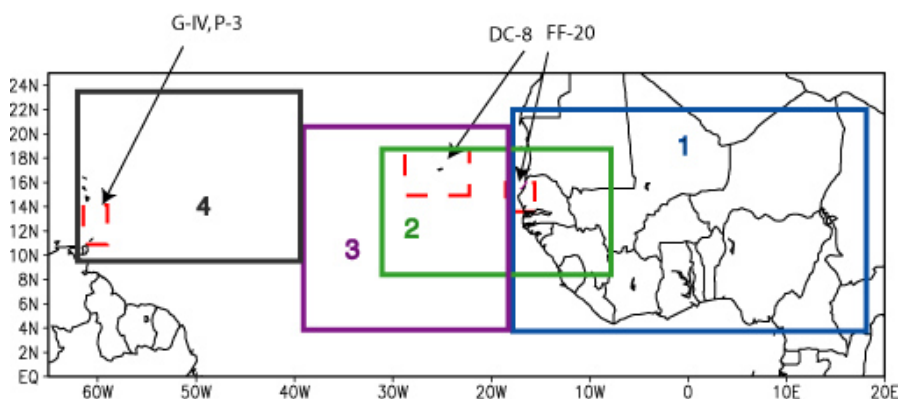 G-IV,P-3
DC-8 FF-20
24N
22N
20N
18N
16N
14N
12N
10N
8N
6N
4N
2N
EQ
1
2
3
4
60W 50W 40W 30W 20W 10W 0 10E 20E